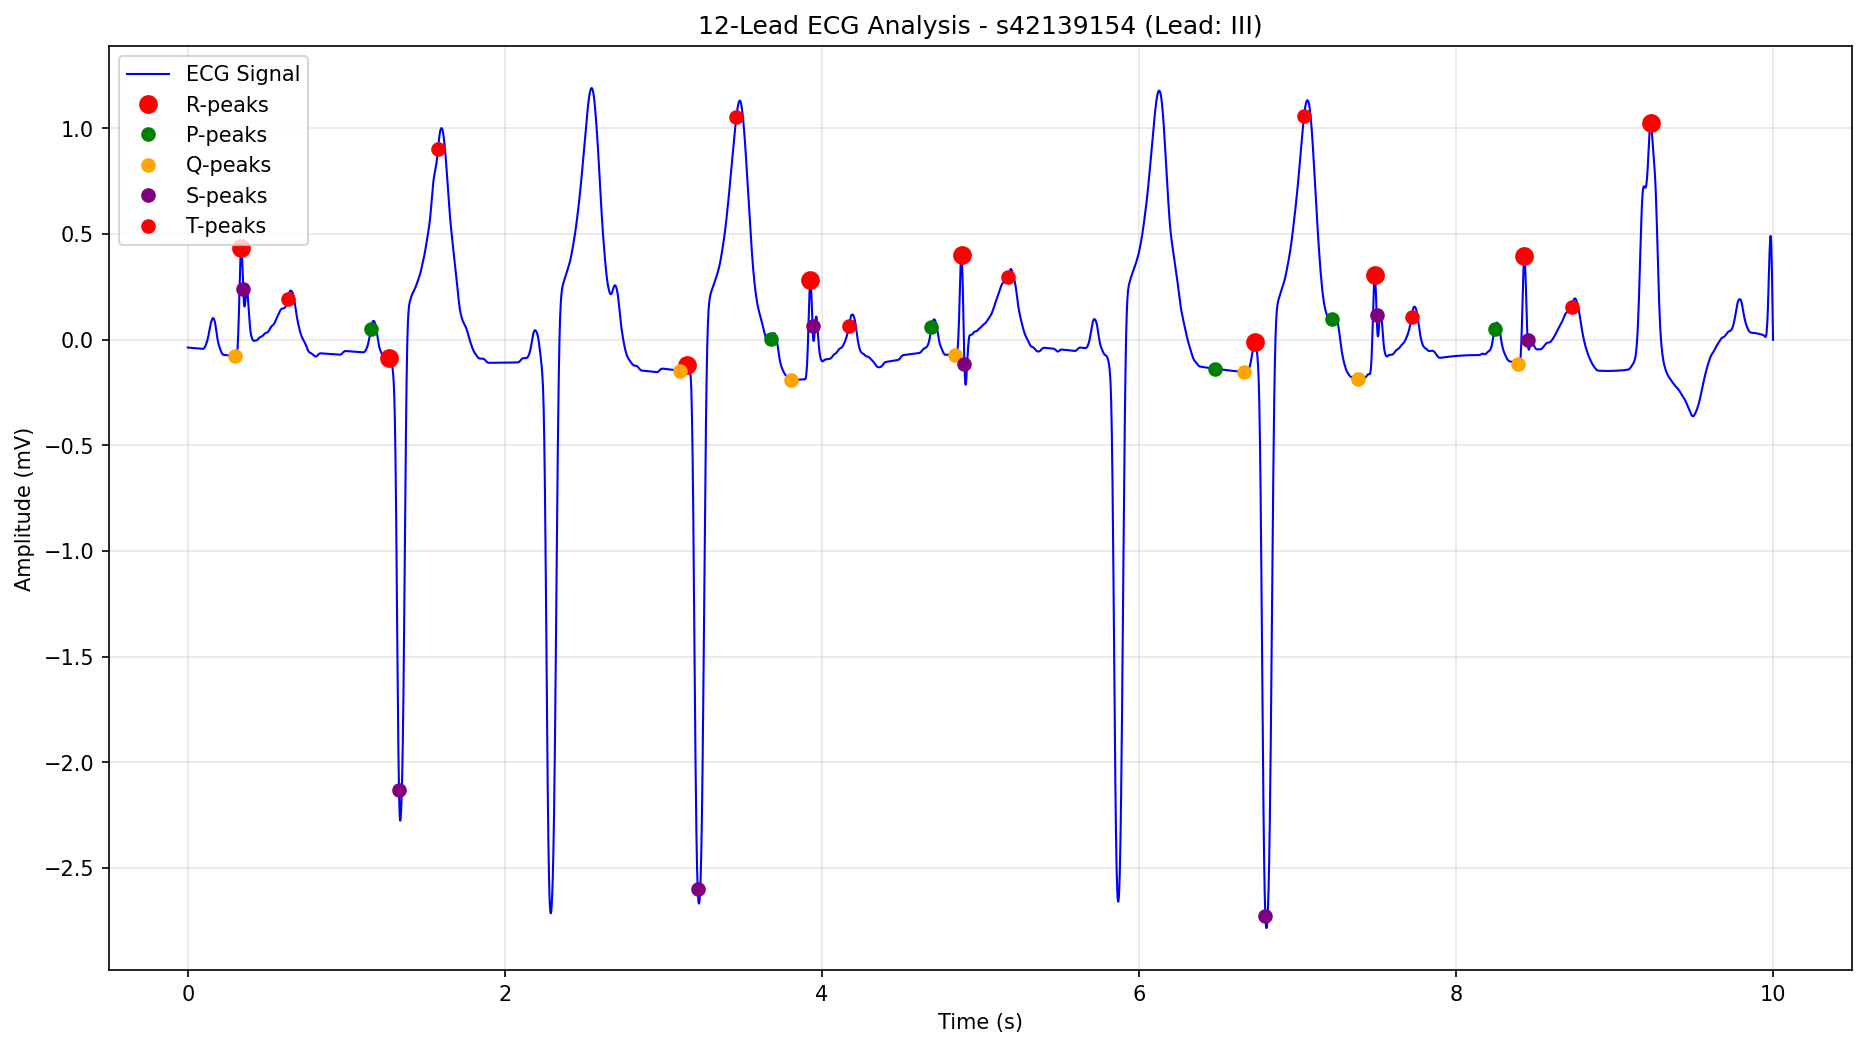 12-Lead ECG Analysis - s42139154 (Lead: III)
ECG Signal
R-peaks
P-peaks
Q-peaks
S-peaks
T-peaks
1.0
0.5
0.0
−0.5
−1.0
−1.5
−2.0
−2.5
Amplitude (mV)
0 2 4 6 8 10
Time (s)